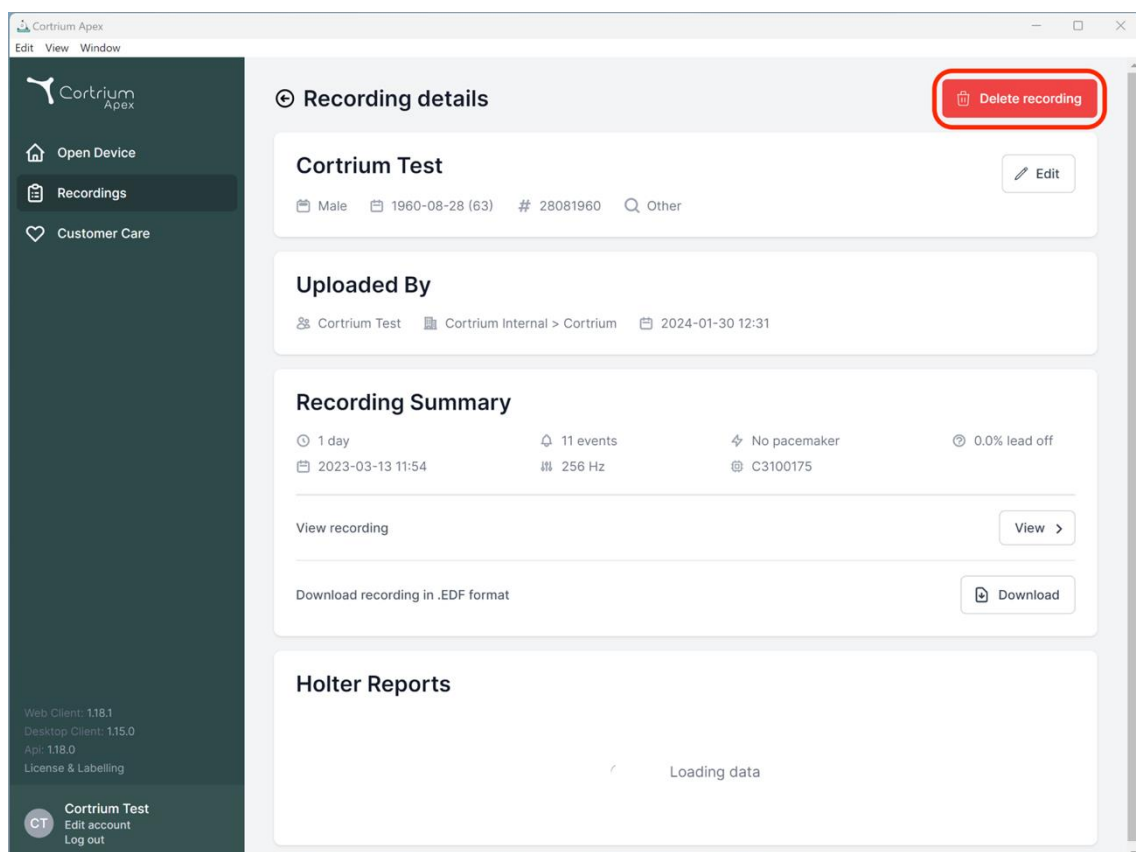 Cortrium Apex
Edit View Window
Cortrium
Apex
Open Device
Recordings
Customer Care
Web Client: 1.18.1
Desktop Client: 1.15.0
Api: 1.18.0
License & Labelling
CT
Cortrium Test
Edit account
Log out
Recording details
Delete recording
Cortrium Test
Edit
Male 1960-08-28 (63) # 28081960 Other
Uploaded By
Cortrium Test Cortrium Internal > Cortrium 2024-01-30 12:31
Recording Summary
1 day 11 events No pacemaker 0.0% lead off
2023-03-13 11:54 256 Hz C3100175
View recording View >
Download recording in .EDF format Download
Holter Reports
Loading data